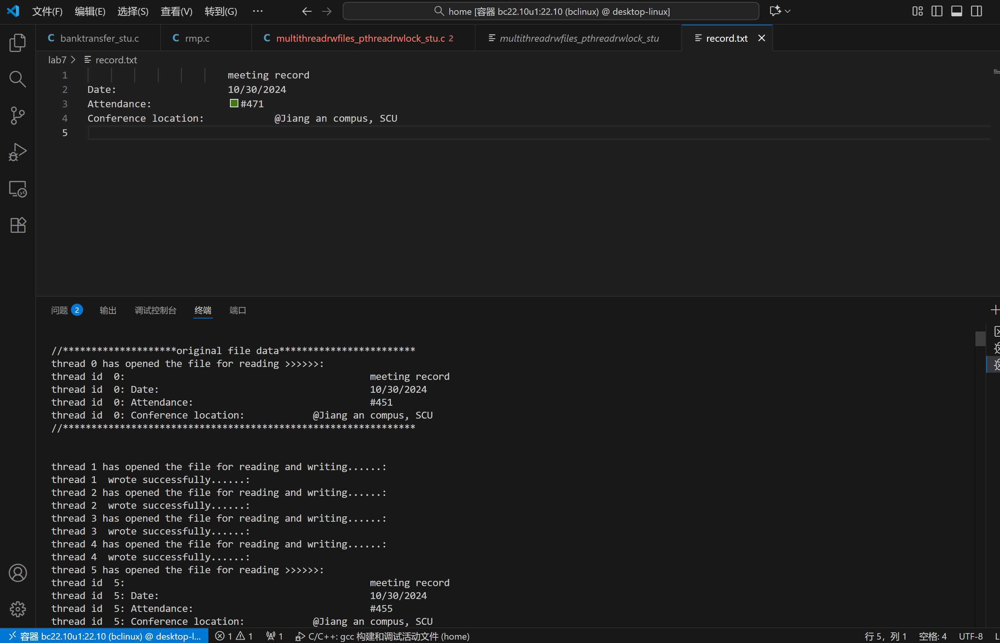 文件(F) 编辑(E) 选择(S) 查看(V) 转到(G) ··· home [容器 bc22.10u1:22.10 (bclinux) @ desktop-linux]
C banktransfer_stu.c C rmp.c C multithreadrwfiles_pthreadrwlock_stu.c 2 multithreadrwfiles_pthreadrwlock_stu record.txt
lab7 > record.txt
1 meeting record
2 Date: 10/30/2024
3 Attendance: #471
4 Conference location: @Jiang an compus, SCU
5
问题 2 输出 调试控制台 终端 端口
//********************original file data************************
thread 0 has opened the file for reading >>>>>>:
thread id  0: meeting record
thread id  0: Date: 10/30/2024
thread id  0: Attendance: #451
thread id  0: Conference location: @Jiang an compus, SCU
//**************************************************************
thread 1 has opened the file for reading and writing......:
thread 1  wrote successfully......:
thread 2 has opened the file for reading and writing......:
thread 2  wrote successfully......:
thread 3 has opened the file for reading and writing......:
thread 3  wrote successfully......:
thread 4 has opened the file for reading and writing......:
thread 4  wrote successfully......:
thread 5 has opened the file for reading >>>>>>:
thread id  5: meeting record
thread id  5: Date: 10/30/2024
thread id  5: Attendance: #455
thread id  5: Conference location: @Jiang an compus, SCU
容器 bc22.10u1:22.10 (bclinux) @ desktop-l... 1 1 1 C/C++: gcc 构建和调试活动文件 (home) 行 5，列 1 空格: 4 UTF-8